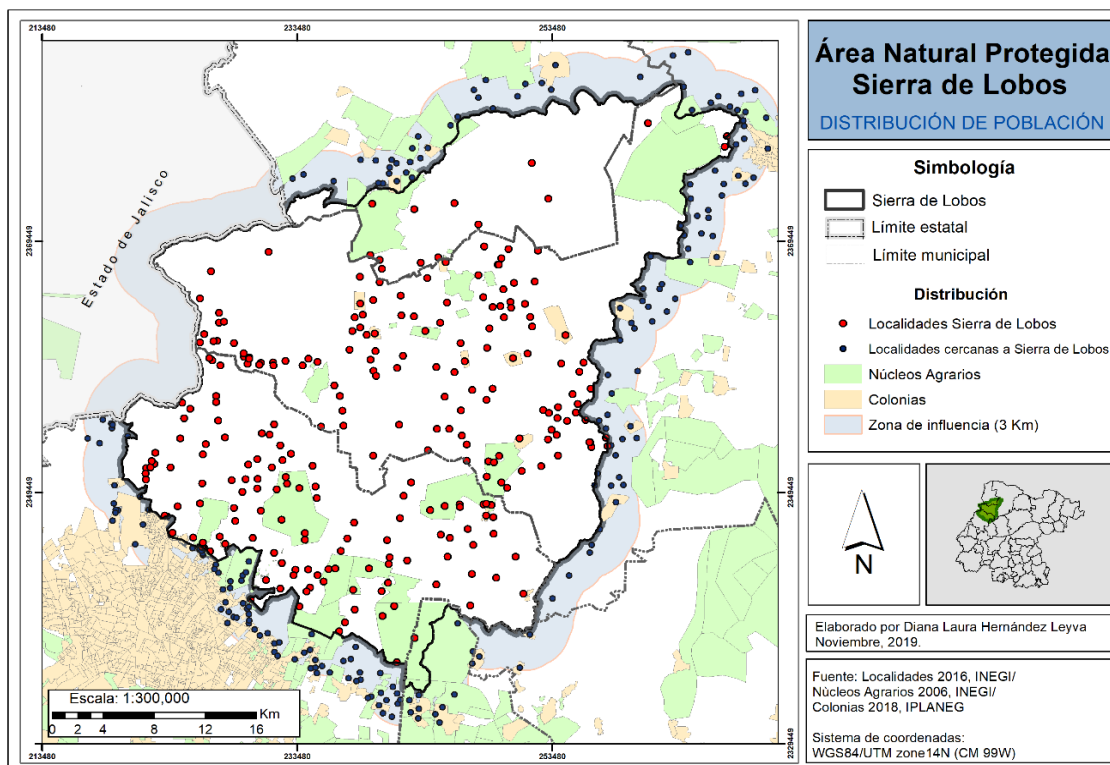 213480
233480
253480
2369449
2369449
2349449
2349449
2329449
213480
233480
253480
Estado de Jalisco
Escala: 1:300,000
0 2 4 8 12 16
Km
Área Natural Protegida
Sierra de Lobos
DISTRIBUCIÓN DE POBLACIÓN
Simbología
Sierra de Lobos
Límite estatal
Límite municipal
Distribución
Localidades Sierra de Lobos
Localidades cercanas a Sierra de Lobos
Núcleos Agrarios
Colonias
Zona de influencia (3 Km)
N
Elaborado por Diana Laura Hernández Leyva
Noviembre, 2019.
Fuente: Localidades 2016, INEGI/
Núcleos Agrarios 2006, INEGI/
Colonias 2018, IPLANEG
Sistema de coordenadas:
WGS84/UTM zone14N (CM 99W)